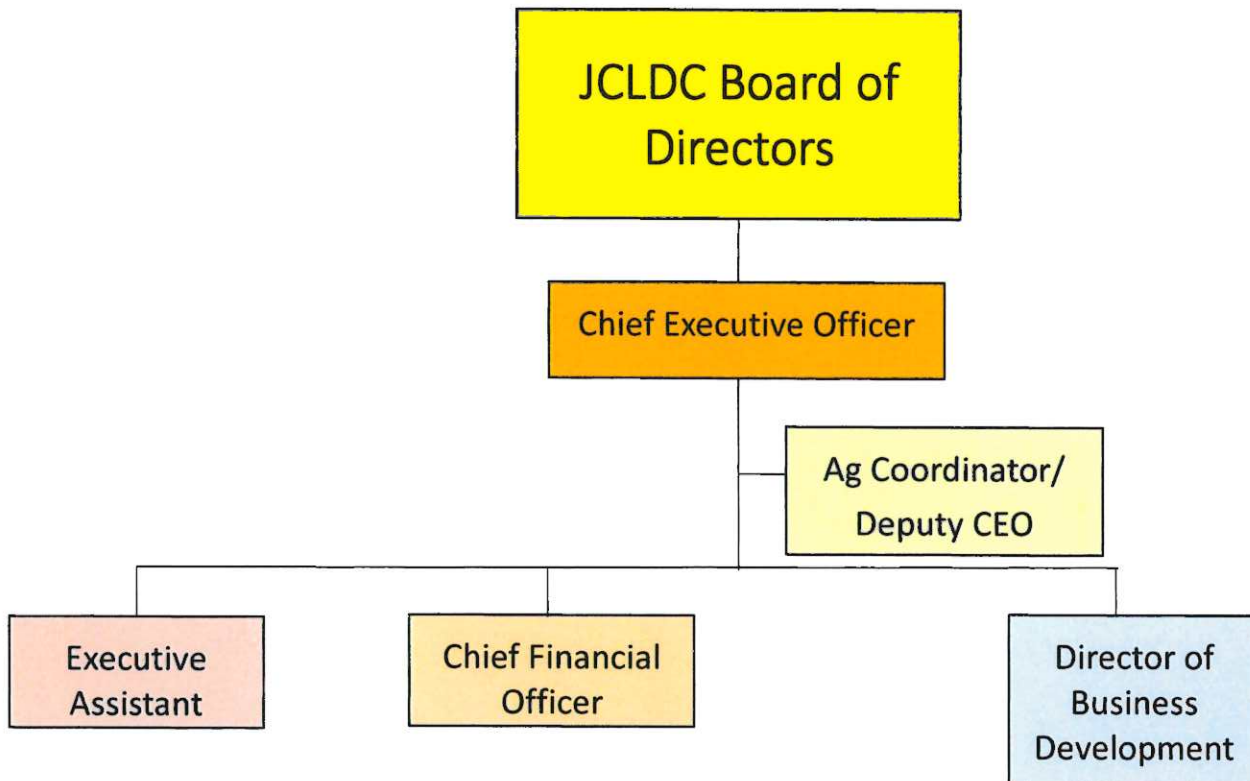 JCLDC Board of
Directors
Chief Executive Officer
Ag Coordinator/
Deputy CEO
Executive
Assistant
Chief Financial
Officer
Director of
Business
Development